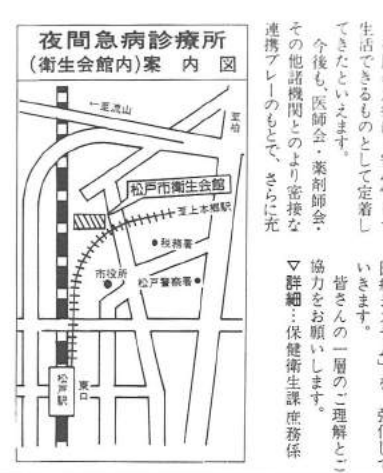 夜間急病診療所
(衛生会館内)案内図
←至流山
至柏
松戸市衛生会館
至上本郷駅
税務署
市役所
松戸警察署
松戸駅
東口
生活できるものとして定着し
てきたといえます。
今後も、医師会・薬剤師会・
その他諸機関とのより密接な
連携プレーのもとで、さらに充
いきます。
皆さんの一層のご理解とご
協力をお願いします。
▽詳細…保健衛生課庶務係